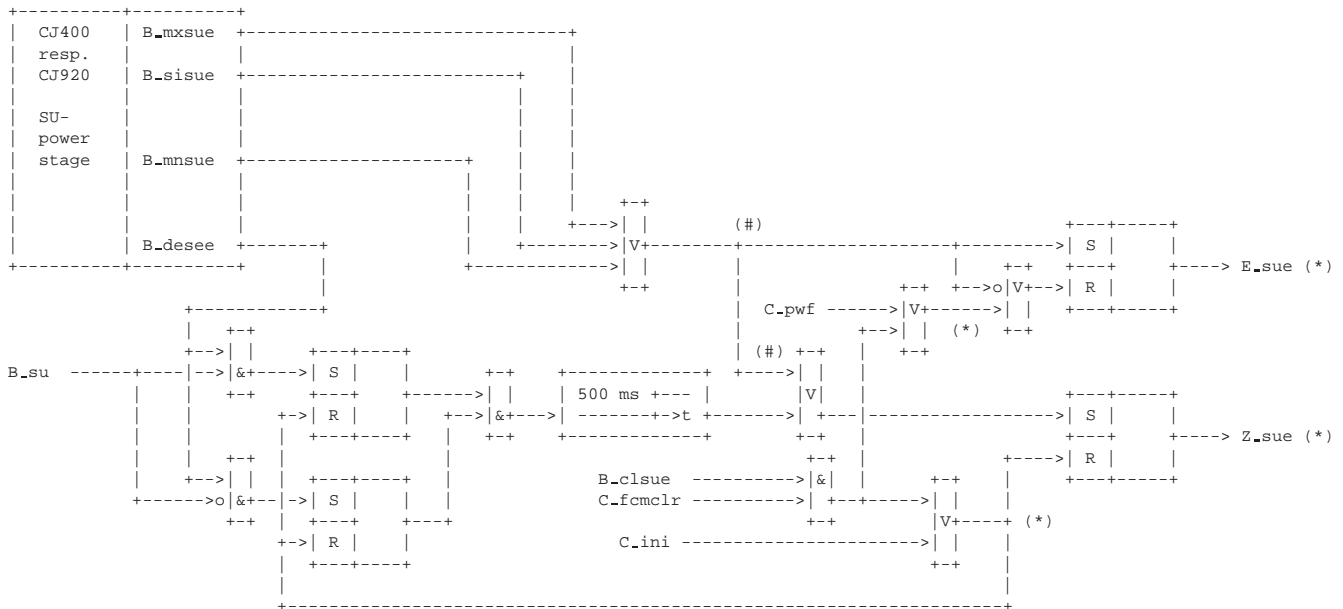 CJ400 B_mxsue
resp.
CJ920 B_sisue
SU-
power
stage B_mnsue
(#)
B_desee V S
E_sue (*)
V R
C_pwf V
(*)
(#)
B_su & S
& 500 ms V
R & t S
Z_sue (*)
B_clsue & R
& S C_fcmclr
V (*)
R C_ini